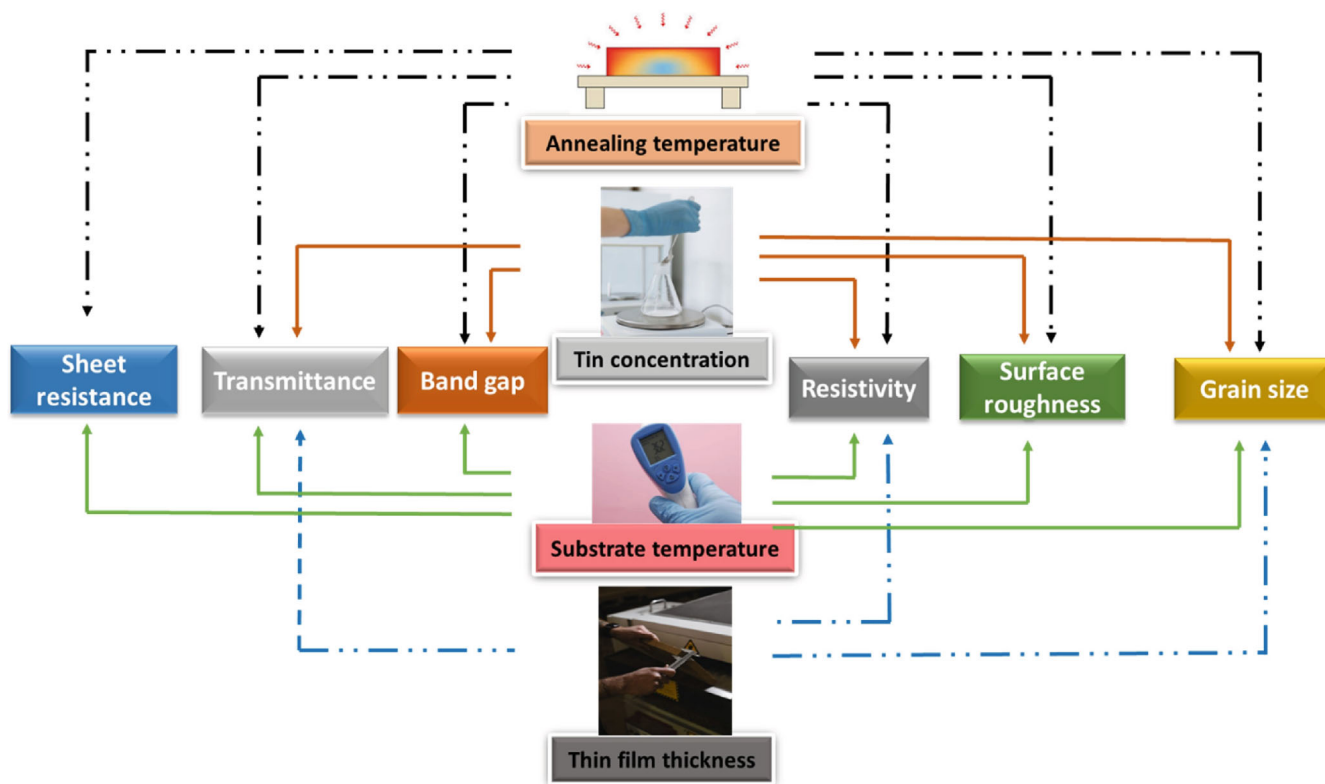 Annealing temperature
Tin concentration
Sheet
resistance
Transmittance
Band gap
Resistivity
Surface
roughness
Grain size
Substrate temperature
Thin film thickness